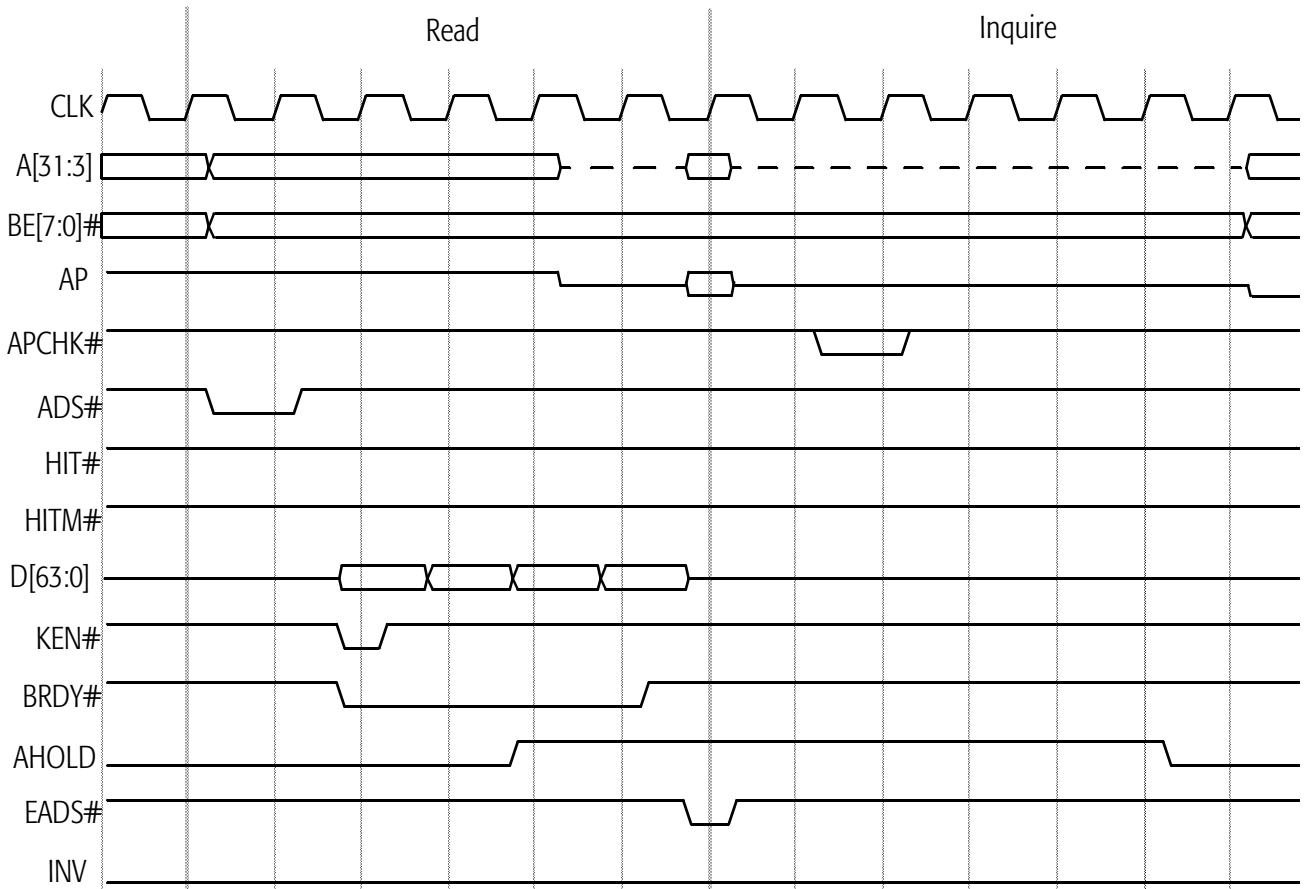 Read
Inquire
CLK
A[31:3]
BE[7:0]#
AP
APCHK#
ADS#
HIT#
HITM#
D[63:0]
KEN#
BRDY#
AHOLD
EADS#
INV